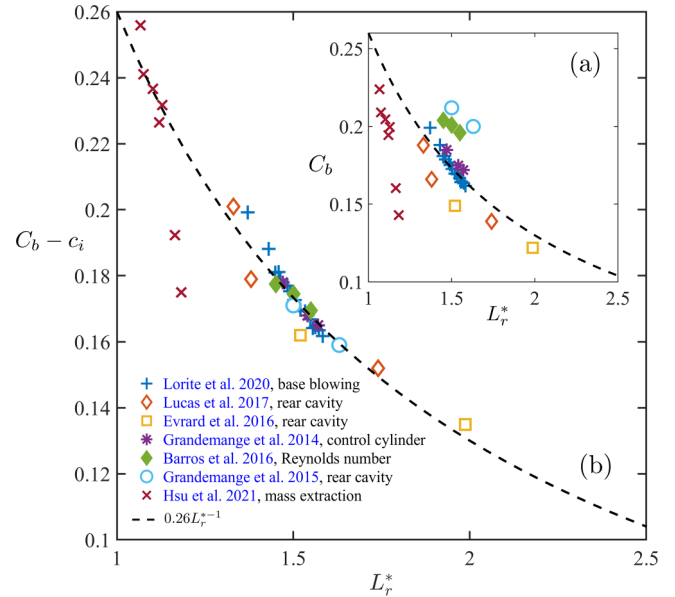 0.26
0.24
0.22
0.2
0.18
0.16
0.14
0.12
0.1
C_b − c_i
1
1.5
2
2.5
L_r^*
(a)
0.25
0.2
0.15
0.1
C_b
1
1.5
2
2.5
L_r^*
Lorite et al. 2020, base blowing
Lucas et al. 2017, rear cavity
Evrard et al. 2016, rear cavity
Grandemange et al. 2014, control cylinder
Barros et al. 2016, Reynolds number
Grandemange et al. 2015, rear cavity
Hsu et al. 2021, mass extraction
0.26L_r^{*−1}
(b)